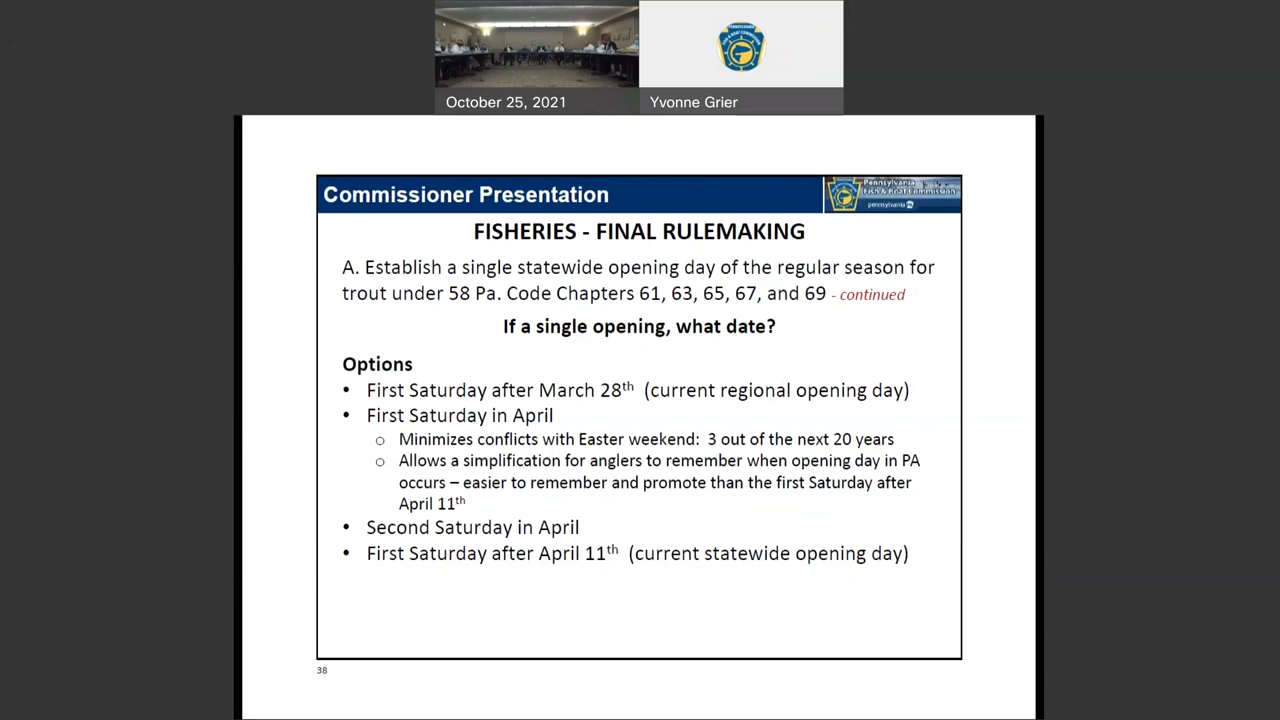 October 25, 2021
Yvonne Grier
Commissioner Presentation
Pennsylvania
Fish & Boat Commission
pennsylvania
FISHERIES - FINAL RULEMAKING
A. Establish a single statewide opening day of the regular season for
trout under 58 Pa. Code Chapters 61, 63, 65, 67, and 69 - continued
If a single opening, what date?
Options
• First Saturday after March 28th (current regional opening day)
• First Saturday in April
o Minimizes conflicts with Easter weekend: 3 out of the next 20 years
o Allows a simplification for anglers to remember when opening day in PA
occurs – easier to remember and promote than the first Saturday after
April 11th
• Second Saturday in April
• First Saturday after April 11th (current statewide opening day)
38